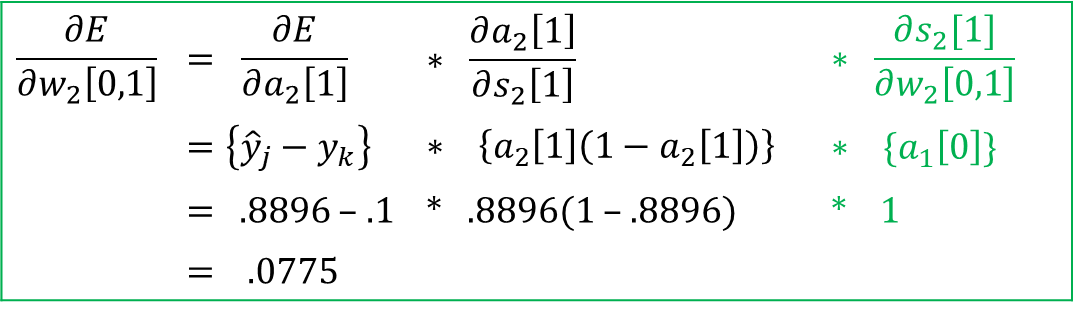 ∂E/∂w₂[0,1] = ∂E/∂a₂[1] * ∂a₂[1]/∂s₂[1] * ∂s₂[1]/∂w₂[0,1]
= {ŷⱼ − yₖ} * {a₂[1](1 − a₂[1])} * {a₁[0]}
= .8896 – .1 * .8896(1 – .8896) * 1
= .0775